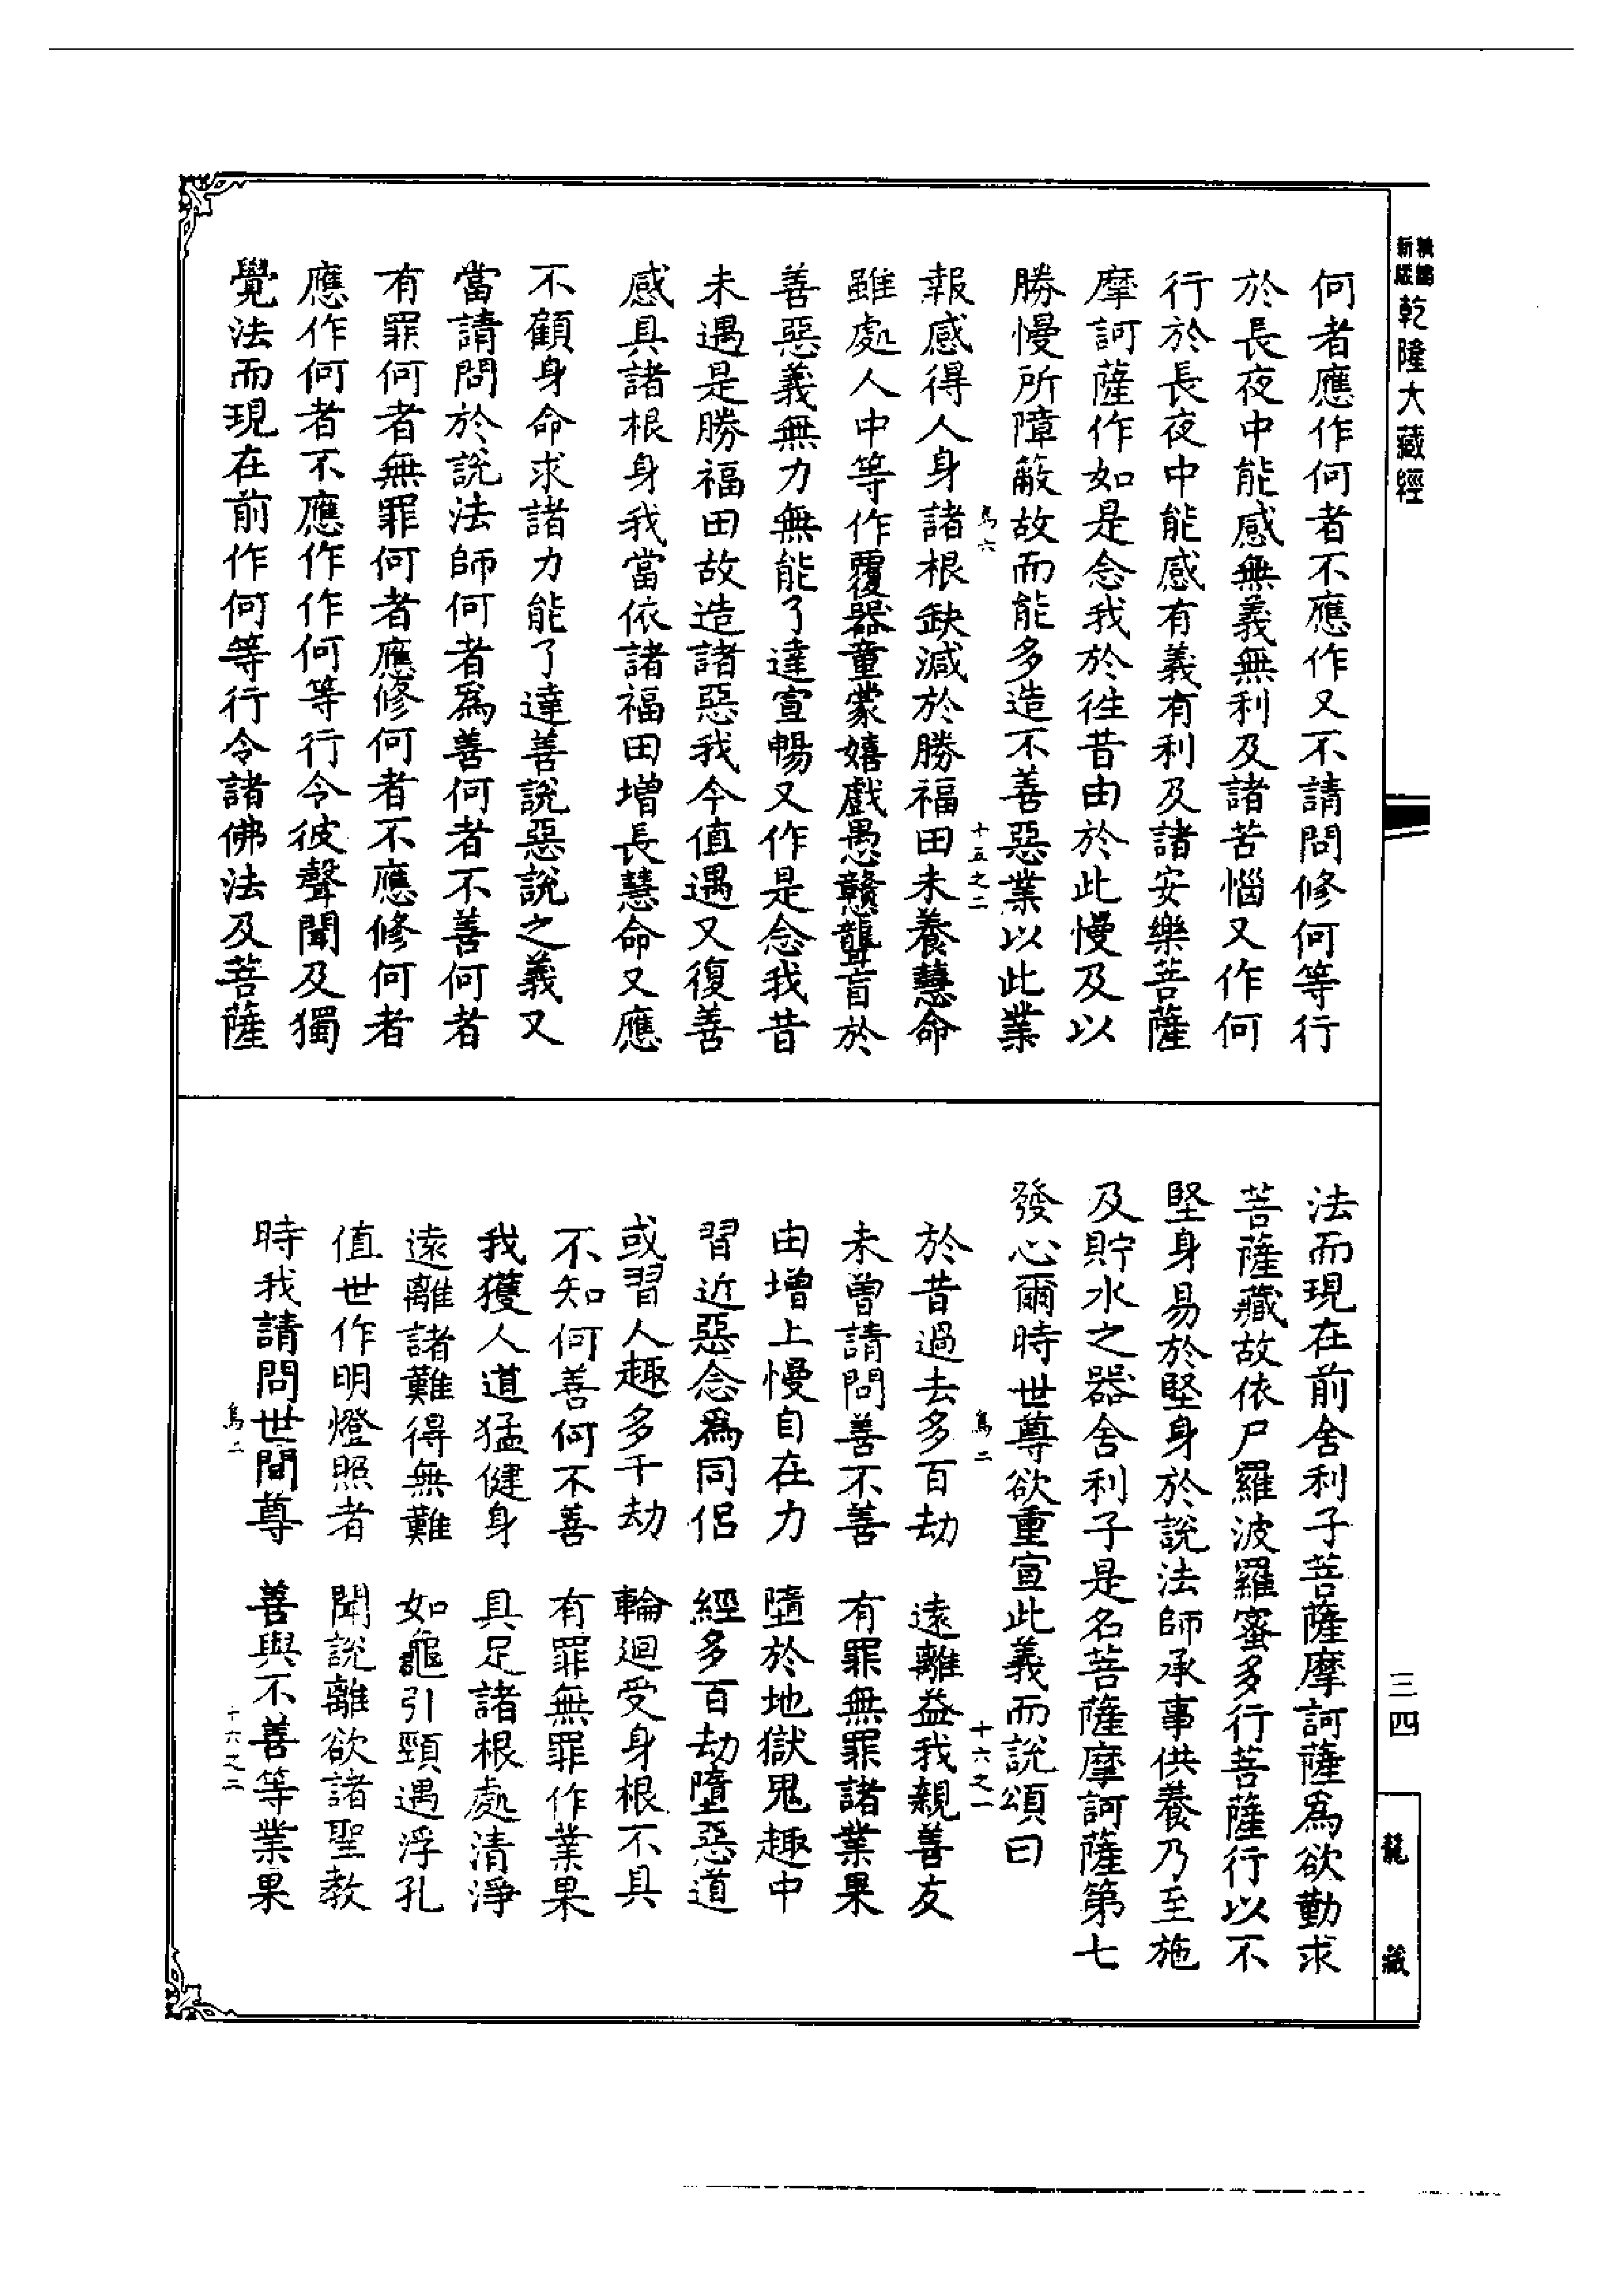 乾隆大藏經
何者應作何者不應作又不請問修何等行
於長夜中能感無義無利及諸苦惱又作何
行於長夜中能感有義有利及諸安樂菩薩
摩訶薩作如是念我於往昔由於此慢及以
勝慢所障蔽故而能多造不善惡業以此業
十五之二
報感得人身諸根缺減於勝福田未養慧命
雖處人中等作覆器童蒙嬉戲愚戇聾盲於
善惡義無力無能了達宣暢又作是念我昔
未遇是勝福田故造諸惡我今值遇又復善
感具諸根身我當依諸福田增長慧命又應
不顧身命求諸力能了達善說惡說之義又
當請問於說法師何者為善何者不善何者
有罪何者無罪何者應修何者不應修何者
應作何者不應作作何等行令彼聲聞及獨
覺法而現在前作何等行令諸佛法及菩薩
法而現在前舍利子菩薩摩訶薩為欲勤求
菩薩藏故依尸羅波羅蜜多行菩薩行以不
堅身易於堅身於說法師承事供養乃至施
及貯水之器舍利子是名菩薩摩訶薩第七
發心爾時世尊欲重宣此義而說頌曰
十六之一
於昔過去多百劫 遠離益我親善友
未曾請問善不善 有罪無罪諸業果
由增上慢自在力 墮於地獄鬼趣中
習近惡念為同侶 經多百劫墮惡道
或習人趣多千劫 輪迴受身根不具
不知何善何不善 有罪無罪作業果
我獲人道猛健身 具足諸根處清淨
遠離諸難得無難 如龜引頸遇浮孔
值世作明燈照者 聞說離欲諸聖教
時我請問世間尊 善與不善等業果
十六之二
三四
龍藏